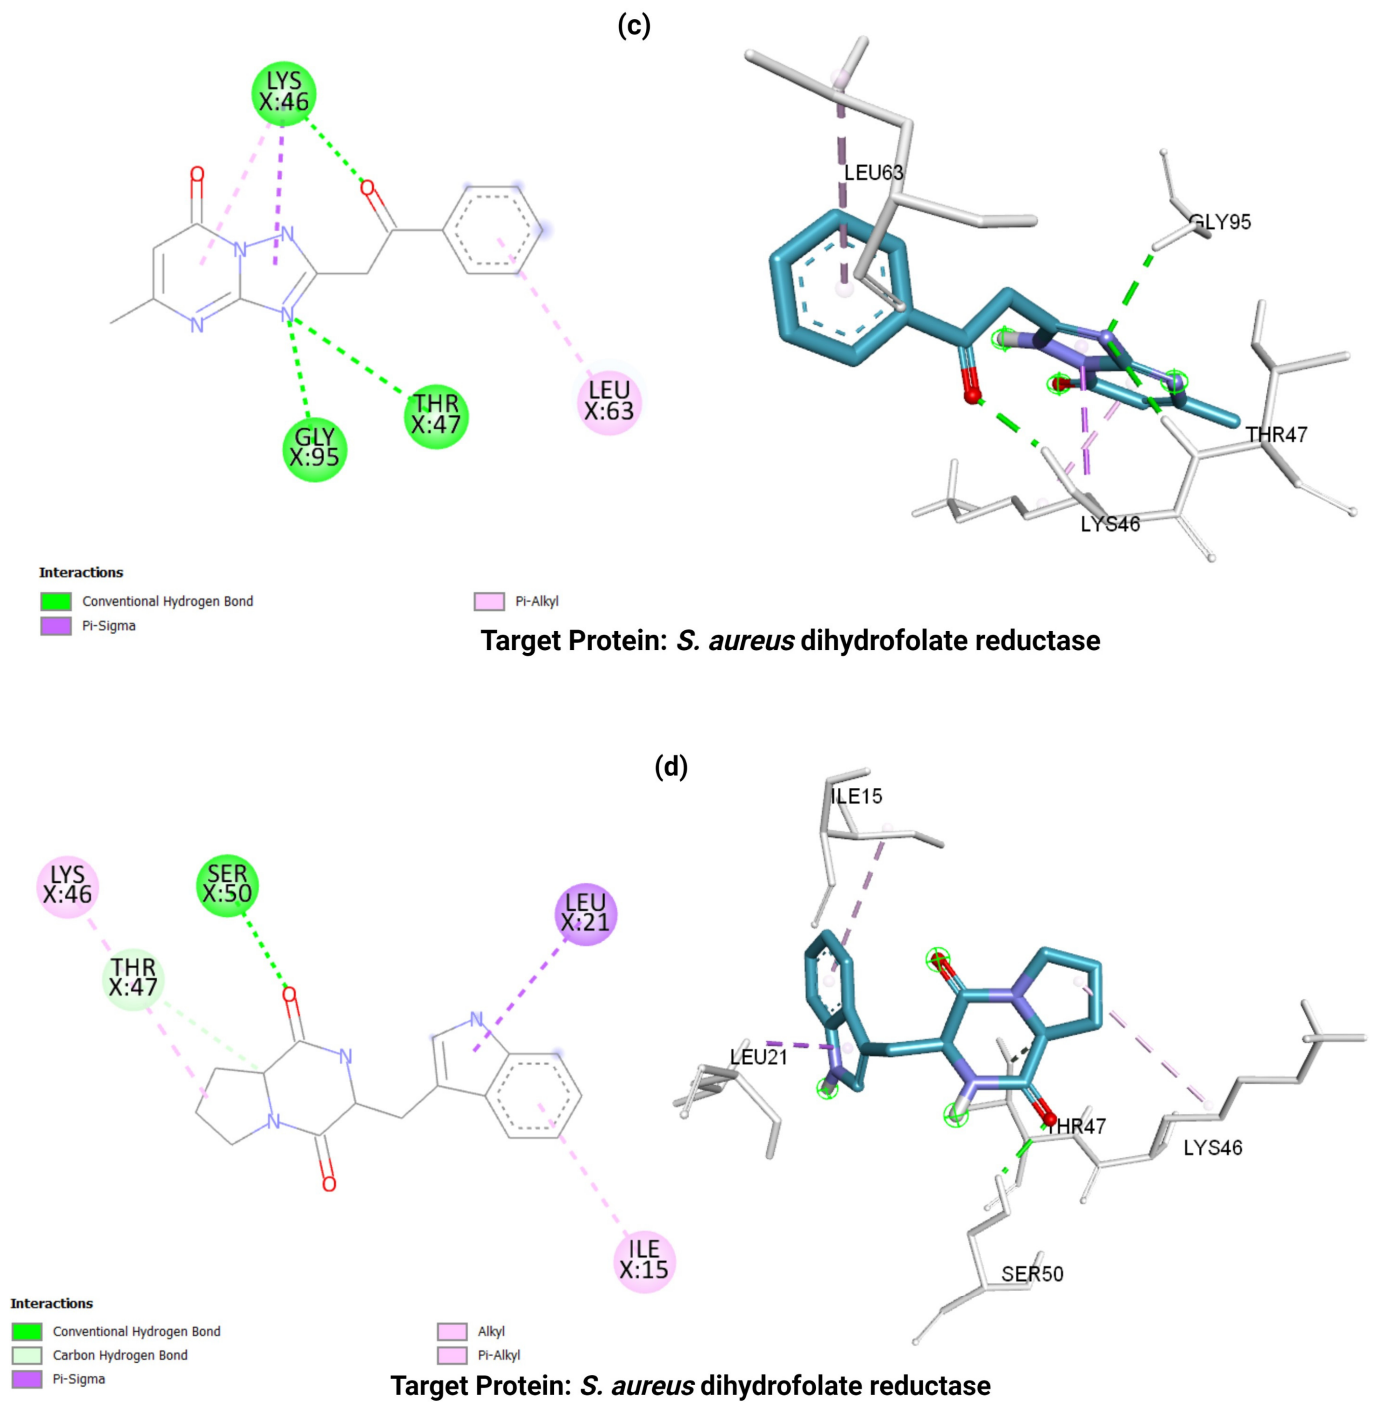 (c)
LYS
X:46
O
O
N
N
N
N
LEU
X:63
THR
X:47
GLY
X:95
LEU63
GLY95
THR47
LYS46
Interactions
Conventional Hydrogen Bond
Pi-Sigma
Pi-Alkyl
Target Protein: S. aureus dihydrofolate reductase
(d)
LYS
X:46
SER
X:50
LEU
X:21
THR
X:47
O
N
N
N
O
ILE
X:15
ILE15
LEU21
THR47
LYS46
SER50
Interactions
Conventional Hydrogen Bond
Carbon Hydrogen Bond
Pi-Sigma
Alkyl
Pi-Alkyl
Target Protein: S. aureus dihydrofolate reductase